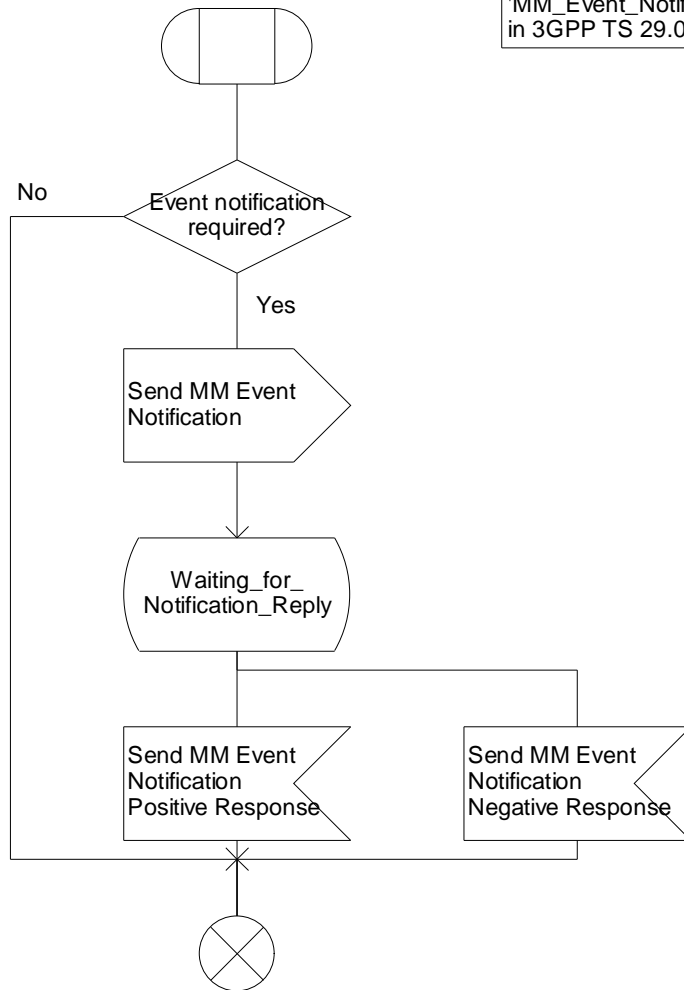 in 3GPP TS 29.0
No
Event notification
required?
Yes
Send MM Event
Notification
Waiting_for_
Notification_Reply
Send MM Event
Notification
Positive Response
Send MM Event
Notification
Negative Response